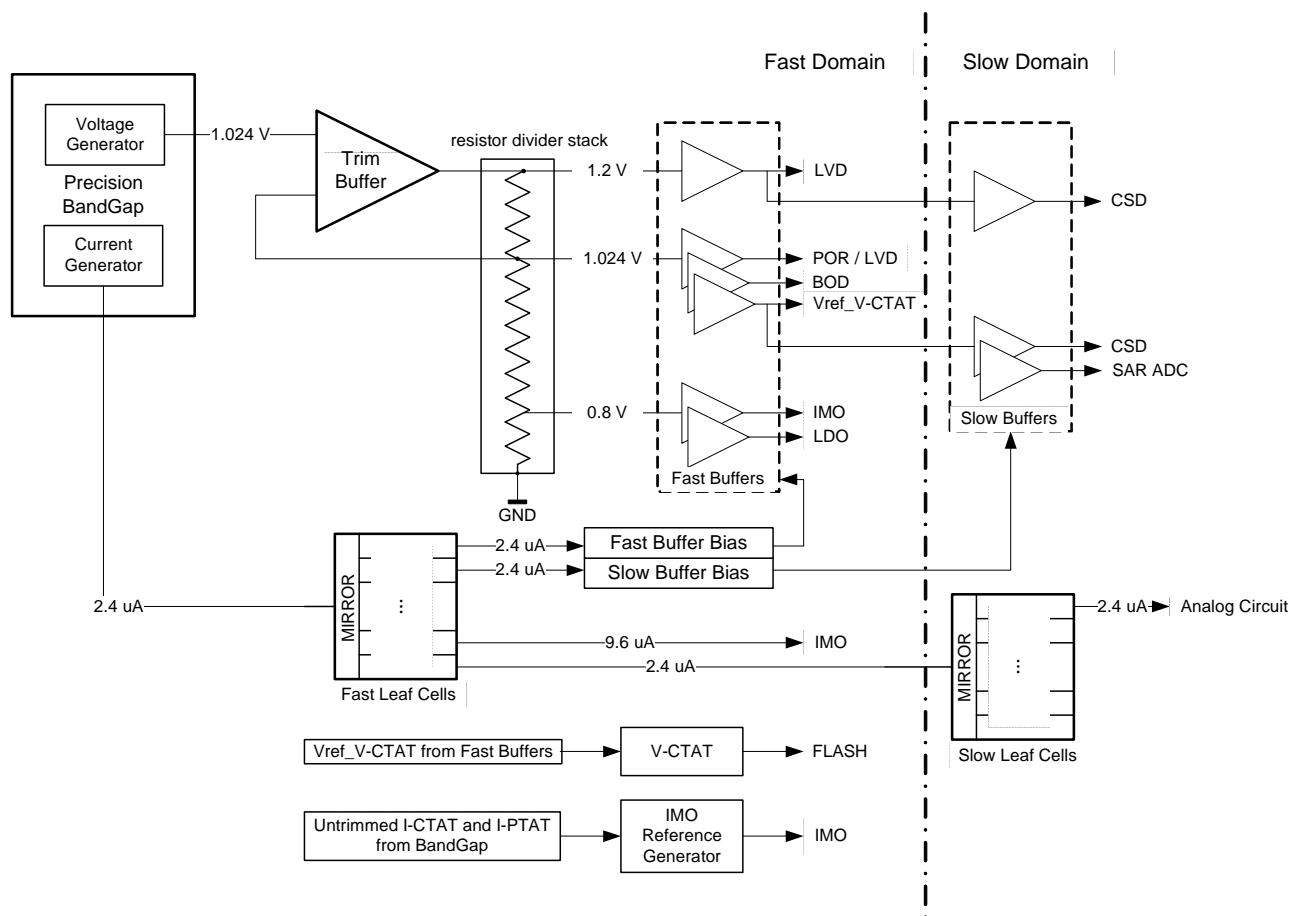 Fast Domain
Slow Domain
Voltage
Generator
Precision
BandGap
Current
Generator
1.024 V
Trim
Buffer
resistor divider stack
1.2 V
LVD
CSD
1.024 V
POR / LVD
BOD
Vref_V-CTAT
CSD
SAR ADC
0.8 V
IMO
LDO
Fast Buffers
Slow Buffers
GND
2.4 uA
Fast Buffer Bias
2.4 uA
Slow Buffer Bias
2.4 uA
MIRROR
...
9.6 uA
IMO
2.4 uA
Fast Leaf Cells
MIRROR
...
2.4 uA
Analog Circuit
Slow Leaf Cells
Vref_V-CTAT from Fast Buffers
V-CTAT
FLASH
Untrimmed I-CTAT and I-PTAT
from BandGap
IMO
Reference
Generator
IMO